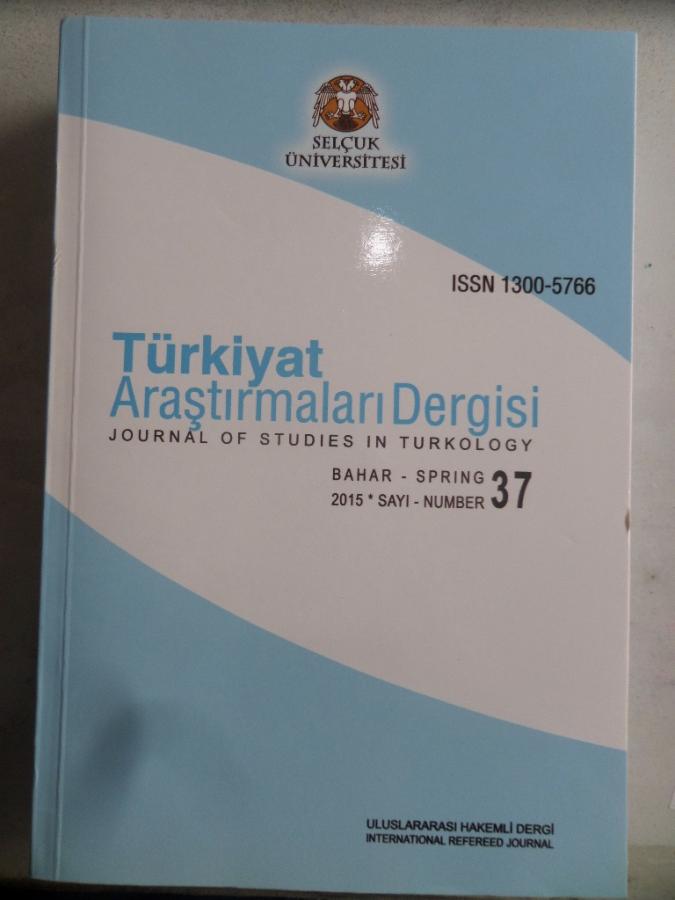 SELÇUK
ÜNİVERSİTESİ
ISSN 1300-5766
Türkiyat
Araştırmaları Dergisi
JOURNAL OF STUDIES IN TURKOLOGY
BAHAR - SPRING
2015 * SAYI - NUMBER 37
ULUSLARARASI HAKEMLİ DERGİ
INTERNATIONAL REFEREED JOURNAL